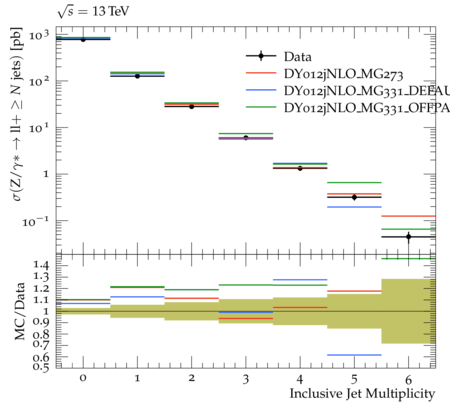 √s = 13 TeV
σ(Z/γ* → ll+ ≥ N jets) [pb]
10³
10²
10¹
1
10⁻¹
Data
DY012jNLO_MG273
DY012jNLO_MG331_DEFAU
DY012jNLO_MG331_OFFPA
MC/Data
1.4
1.3
1.2
1.1
1
0.9
0.8
0.7
0.6
0.5
0 1 2 3 4 5 6
Inclusive Jet Multiplicity